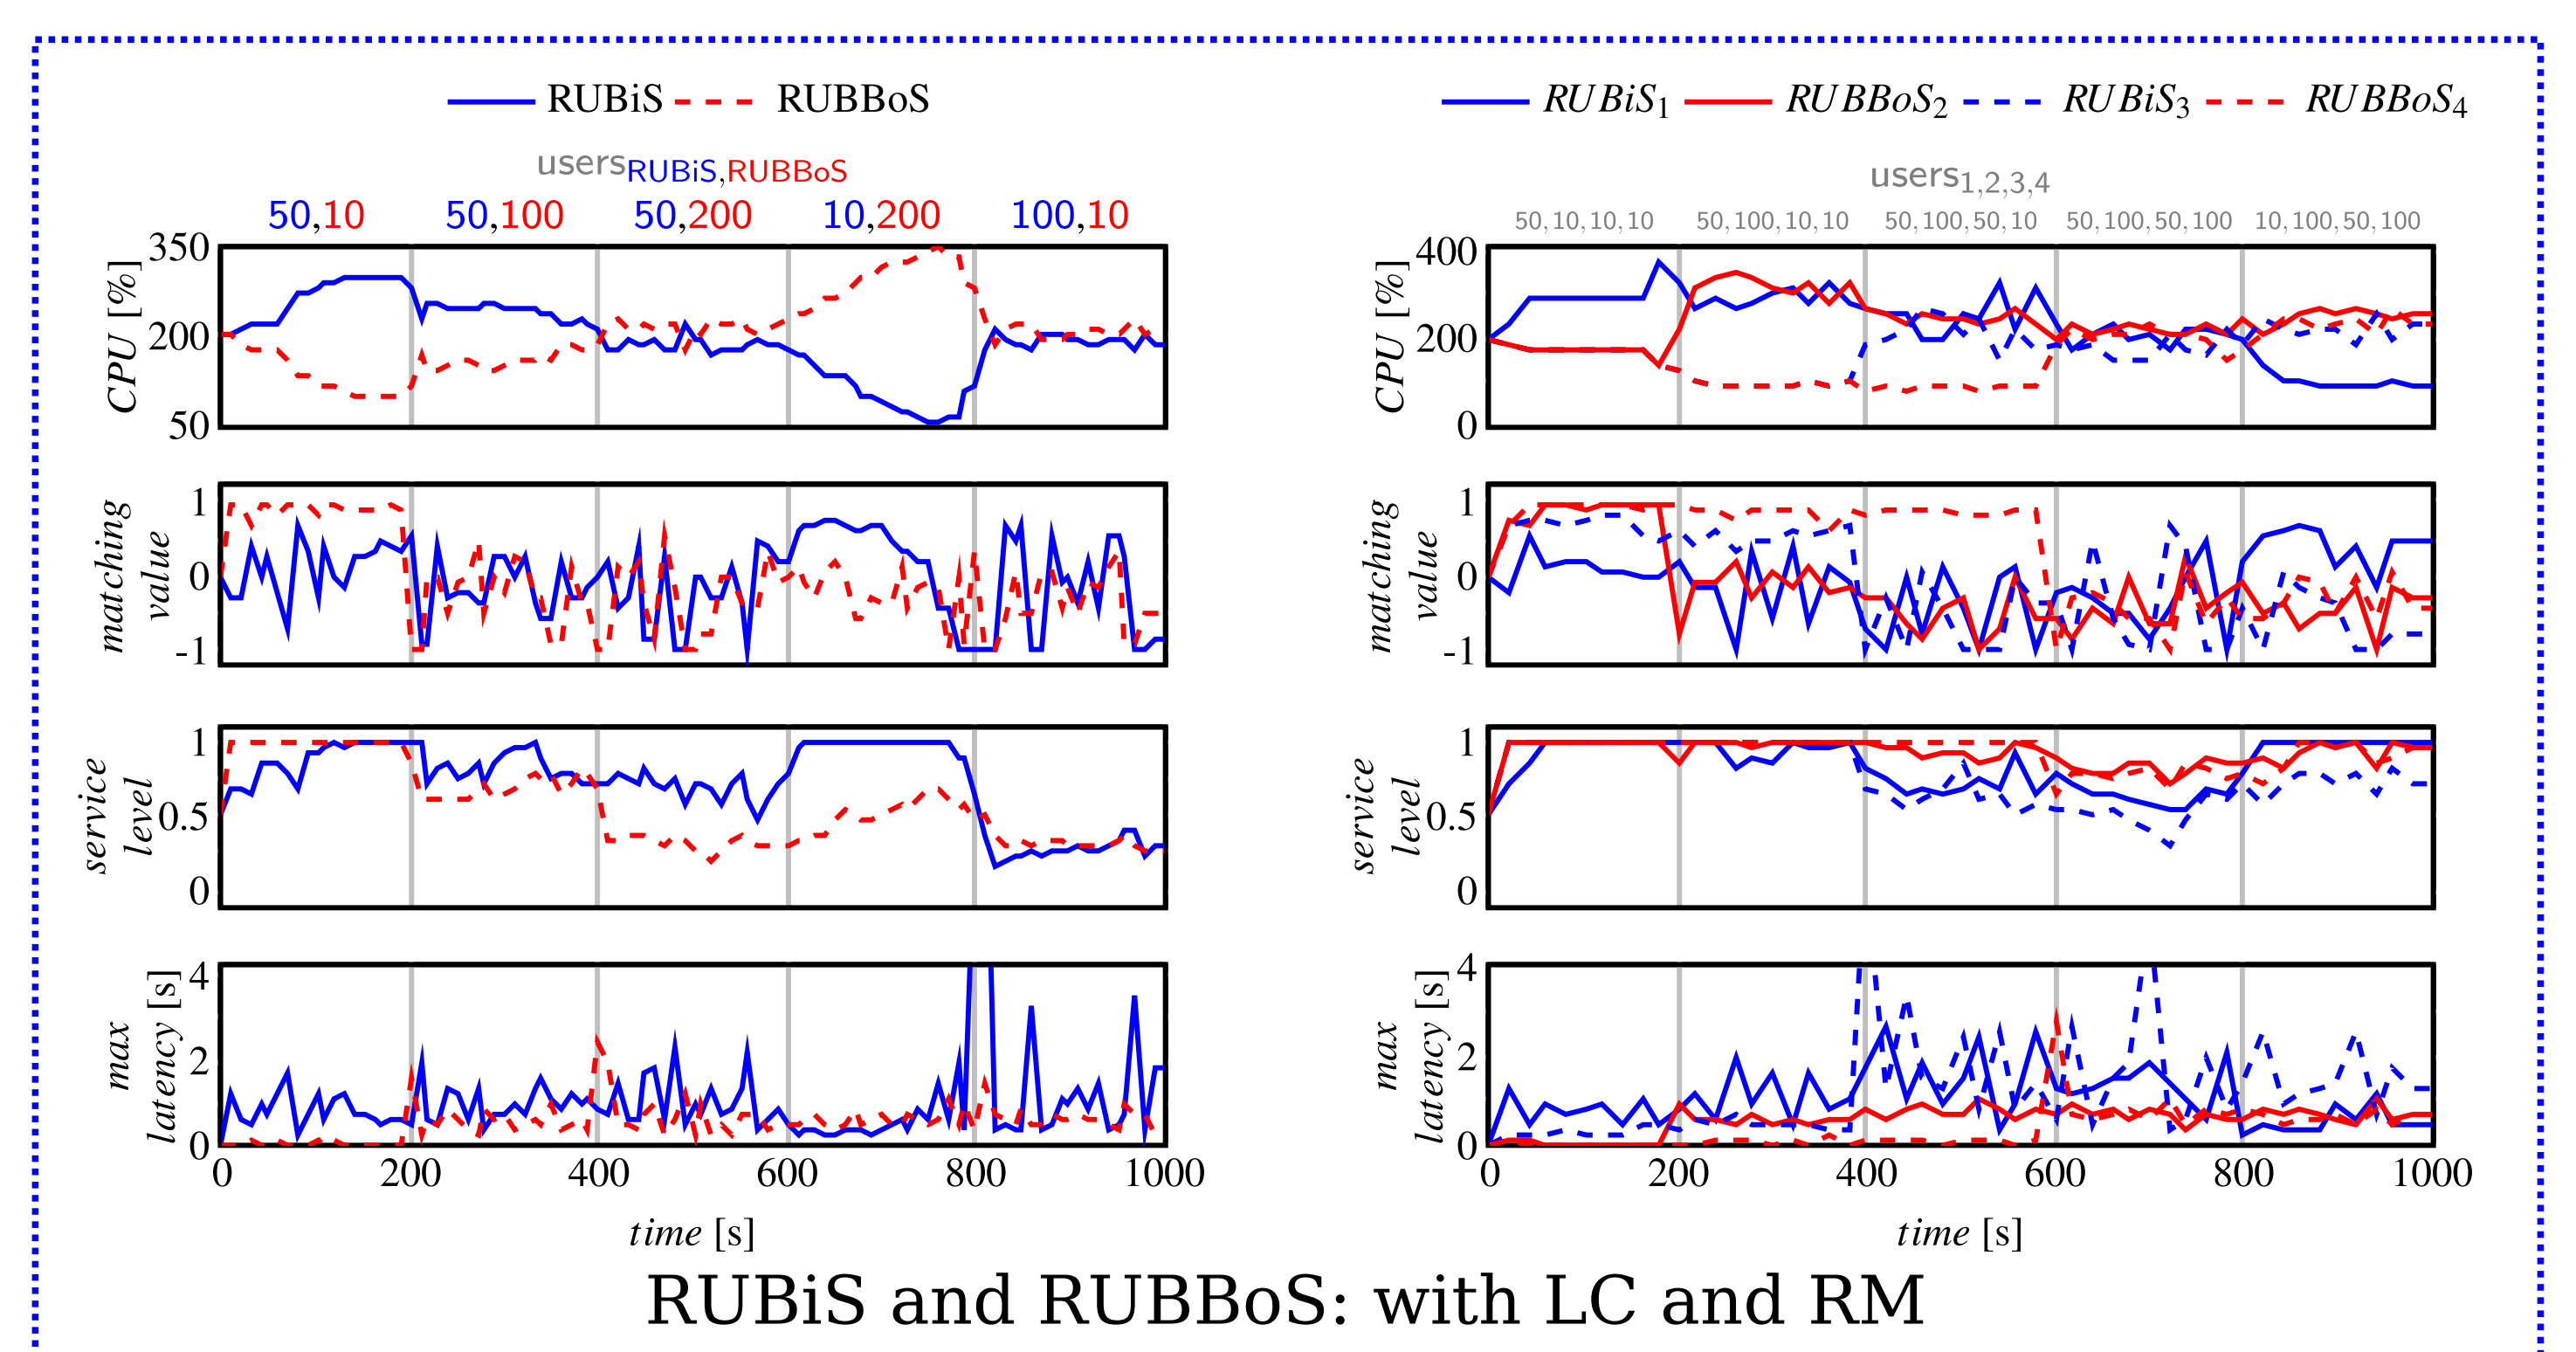 RUBiS RUBBoS
users RUBiS,RUBBoS
50,10 50,100 50,200 10,200 100,10
CPU [%]
350
200
50
matching
value
1
0
-1
service
level
1
0.5
0
max
latency [s]
4
2
0
0 200 400 600 800 1000
time [s]
RUBiS1 RUBBoS2 RUBiS3 RUBBoS4
users 1,2,3,4
50,10,10,10 50,100,10,10 50,100,50,10 50,100,50,100 10,100,50,100
CPU [%]
400
200
0
matching
value
1
0
-1
service
level
1
0.5
0
max
latency [s]
4
2
0
0 200 400 600 800 1000
time [s]
RUBiS and RUBBoS: with LC and RM